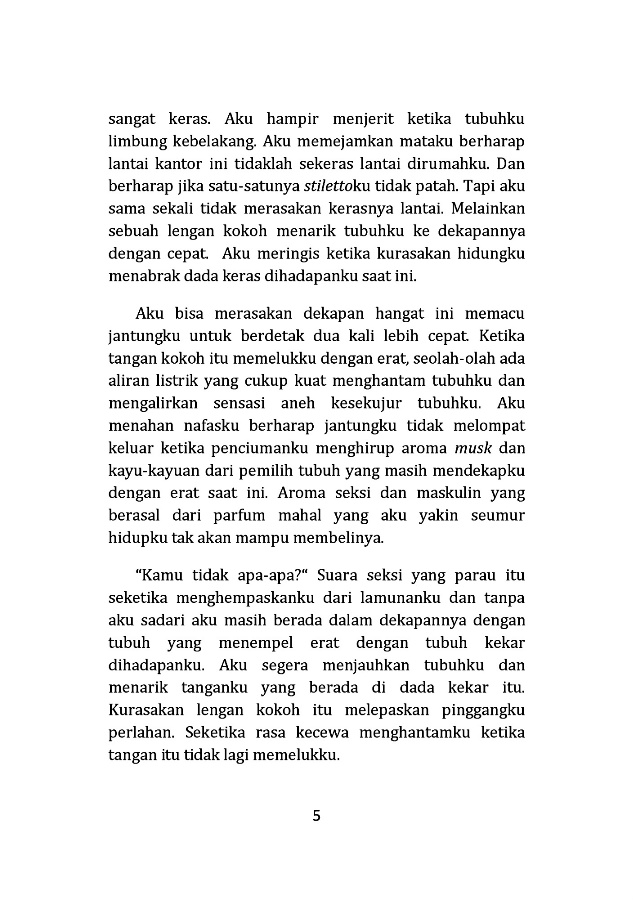 sangat keras. Aku hampir menjerit ketika tubuhku
limbung kebelakang. Aku memejamkan mataku berharap
lantai kantor ini tidaklah sekeras lantai dirumahku. Dan
berharap jika satu-satunya stilettoku tidak patah. Tapi aku
sama sekali tidak merasakan kerasnya lantai. Melainkan
sebuah lengan kokoh menarik tubuhku ke dekapannya
dengan cepat. Aku meringis ketika kurasakan hidungku
menabrak dada keras dihadapanku saat ini.
Aku bisa merasakan dekapan hangat ini memacu
jantungku untuk berdetak dua kali lebih cepat. Ketika
tangan kokoh itu memelukku dengan erat, seolah-olah ada
aliran listrik yang cukup kuat menghantam tubuhku dan
mengalirkan sensasi aneh kesekujur tubuhku. Aku
menahan nafasku berharap jantungku tidak melompat
keluar ketika penciumanku menghirup aroma musk dan
kayu-kayuan dari pemilih tubuh yang masih mendekapku
dengan erat saat ini. Aroma seksi dan maskulin yang
berasal dari parfum mahal yang aku yakin seumur
hidupku tak akan mampu membelinya.
“Kamu tidak apa-apa?“ Suara seksi yang parau itu
seketika menghempaskanku dari lamunanku dan tanpa
aku sadari aku masih berada dalam dekapannya dengan
tubuh yang menempel erat dengan tubuh kekar
dihadapanku. Aku segera menjauhkan tubuhku dan
menarik tanganku yang berada di dada kekar itu.
Kurasakan lengan kokoh itu melepaskan pinggangku
perlahan. Seketika rasa kecewa menghantamku ketika
tangan itu tidak lagi memelukku.
5